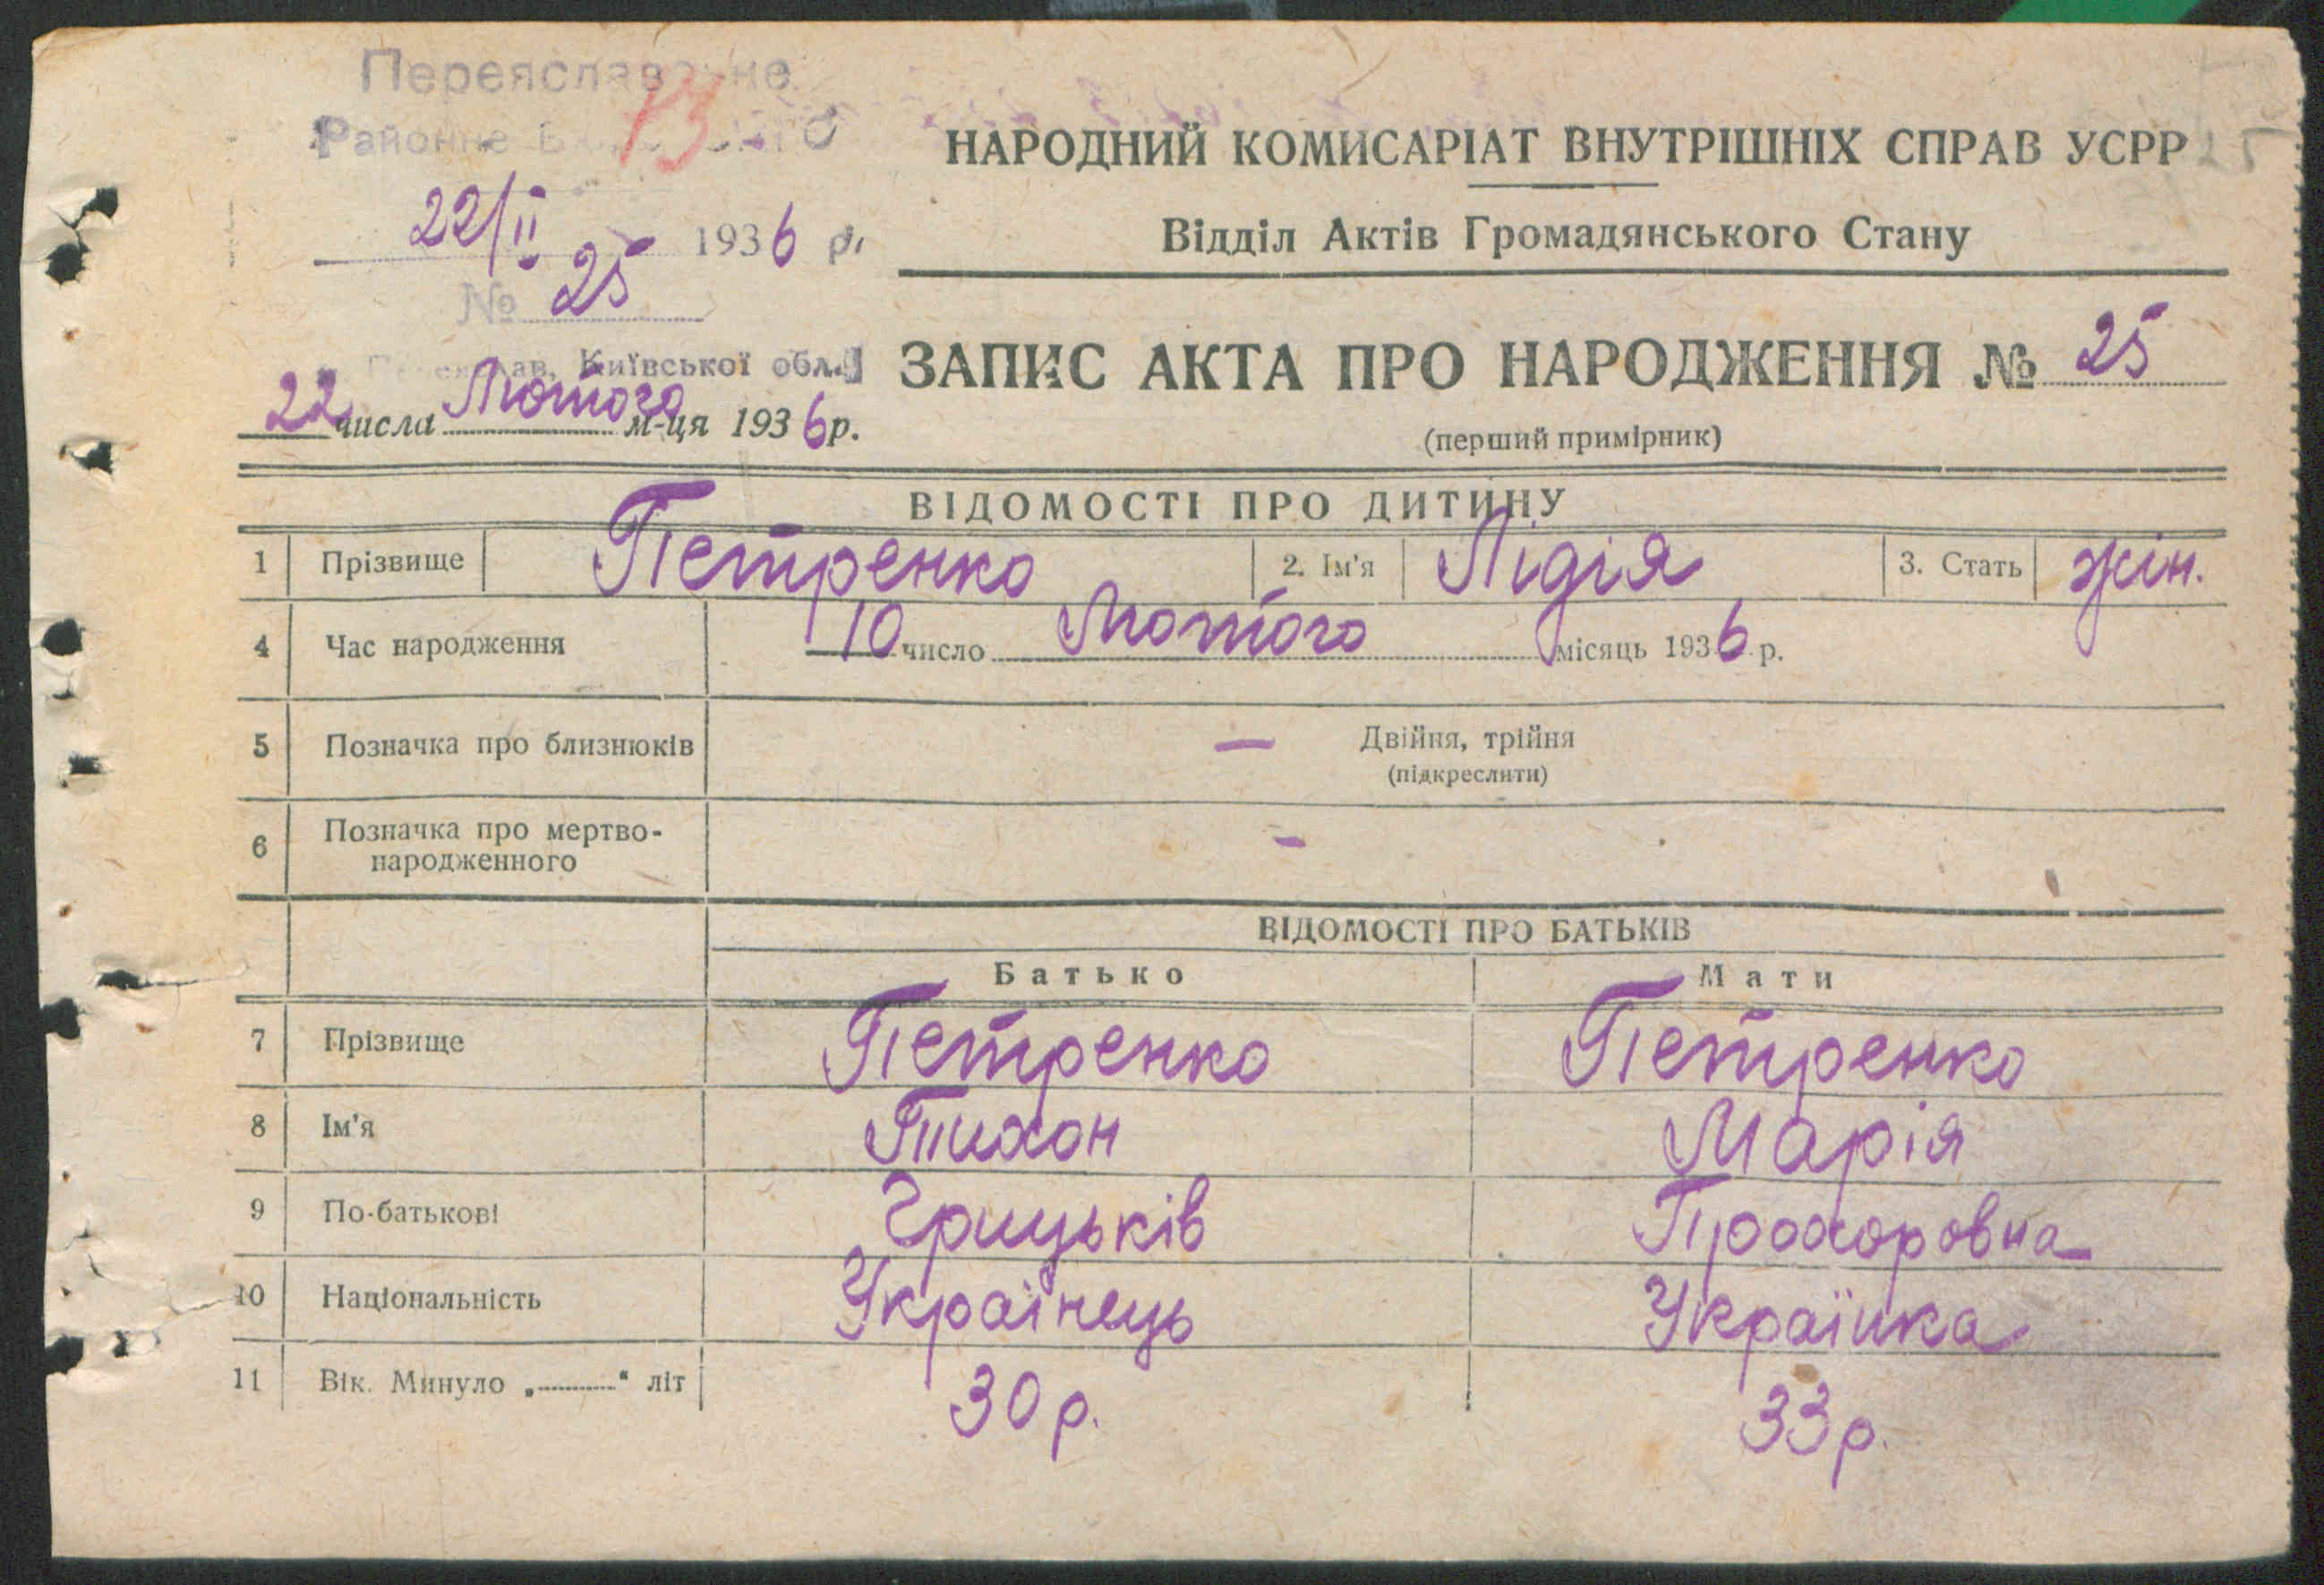 Переяславське
Районне
73
22/II 1936 р.
№ 25
Переяслав, Київської обл.
22 числа Лютого м-ця 1936 р.
НАРОДНИЙ КОМИСАРІАТ ВНУТРІШНІХ СПРАВ УСРР
Відділ Актів Громадянського Стану
ЗАПИС АКТА ПРО НАРОДЖЕННЯ № 25
(перший примірник)
ВІДОМОСТІ ПРО ДИТИНУ
1 Прізвище Петренко 2. Ім'я Лідія 3. Стать жін.
4 Час народження 10 число Лютого місяць 1936 р.
5 Позначка про близнюків — Двійня, трійня
(підкреслити)
6 Позначка про мертво-
народженного –
ВІДОМОСТІ ПРО БАТЬКІВ
Батько Мати
7 Прізвище Петренко Петренко
8 Ім'я Тихон Марія
9 По-батькові Грицьків Прохоровна
10 Національність Українець Українка
11 Вік. Минуло „----------" літ 30 р. 33 р.